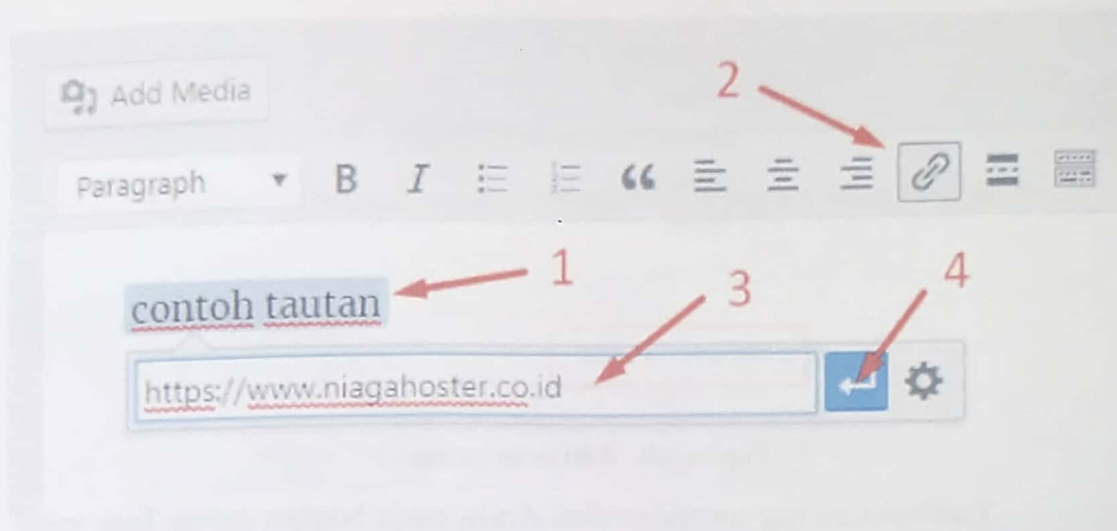 2
Add Media
Paragraph B I “
1
4
3
contoh tautan
https://www.niagahoster.co.id